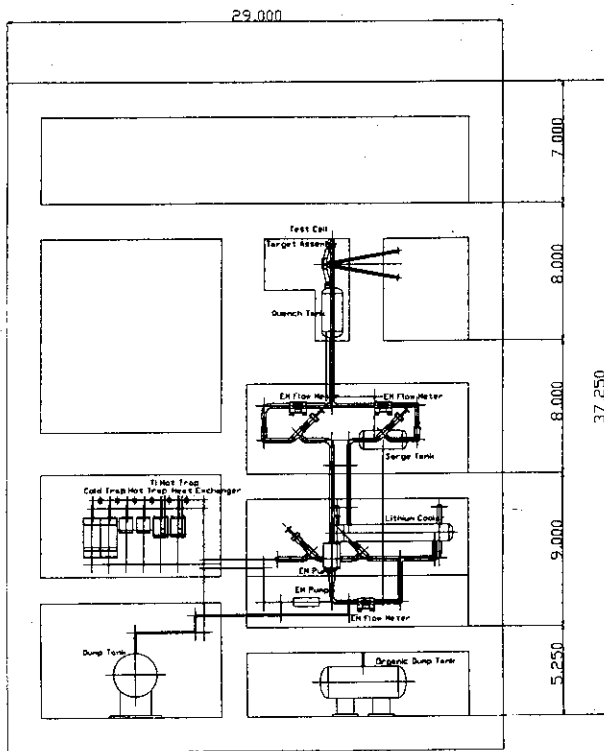 29.000
7.000
Test Cell
Target Assembly
8.000
Quench Tank
EM Flow Meter EM Flow Meter
8.000
37.250
Sorge Tank
Ti Hot Trap
Cold Trap Hot Trap Heat Exchanger
Lithium Cooler
9.000
EM Pump
EM Pump
EM Flow Meter
Dump Tank
Organic Dump Tank
5.250